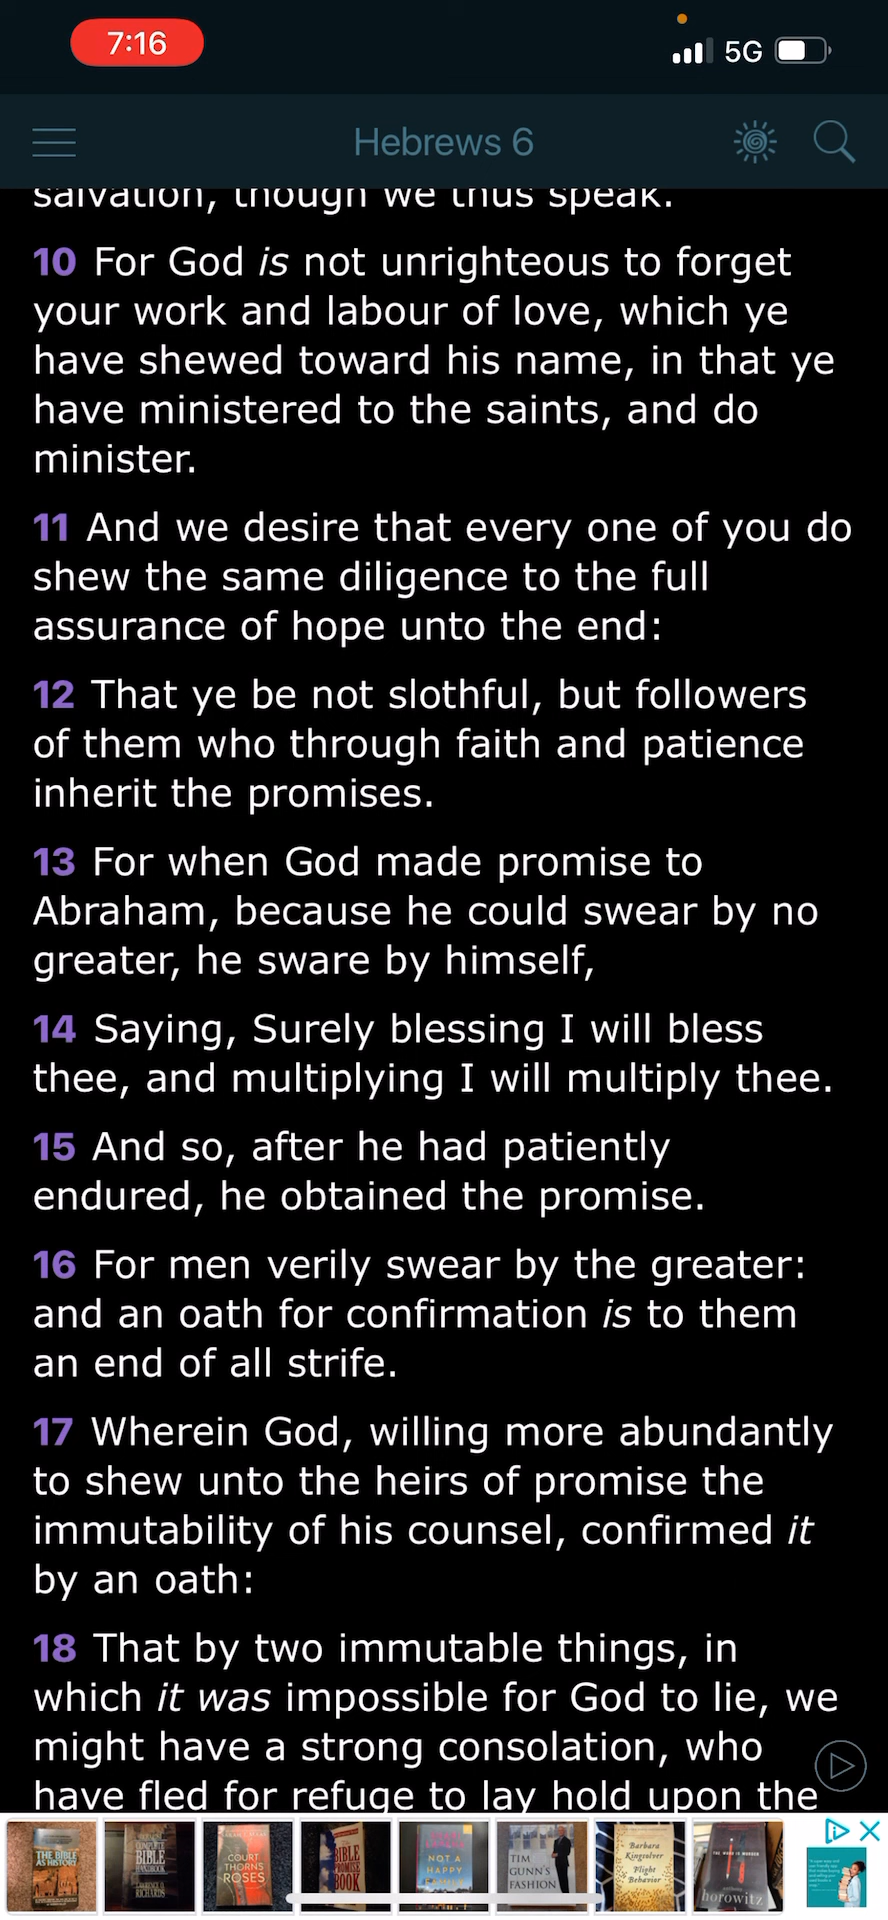 7:16
5G
Hebrews 6
salvation, though we thus speak.
10 For God is not unrighteous to forget
your work and labour of love, which ye
have shewed toward his name, in that ye
have ministered to the saints, and do
minister.
11 And we desire that every one of you do
shew the same diligence to the full
assurance of hope unto the end:
12 That ye be not slothful, but followers
of them who through faith and patience
inherit the promises.
13 For when God made promise to
Abraham, because he could swear by no
greater, he sware by himself,
14 Saying, Surely blessing I will bless
thee, and multiplying I will multiply thee.
15 And so, after he had patiently
endured, he obtained the promise.
16 For men verily swear by the greater:
and an oath for confirmation is to them
an end of all strife.
17 Wherein God, willing more abundantly
to shew unto the heirs of promise the
immutability of his counsel, confirmed it
by an oath:
18 That by two immutable things, in
which it was impossible for God to lie, we
might have a strong consolation, who
have fled for refuge to lay hold upon the
THE BIBLE
AS HISTORY
COMPLETE
BIBLE
HANDBOOK
RICHARDS
COURT
THORNS
ROSES
BIBLE
PROMISE
BOOK
NOT A
HAPPY
FAMILY
TIM
GUNN'S
FASHION
Barbara
Kingsolver
Flight
Behavior
THE WORD IS MURDER
horowitz